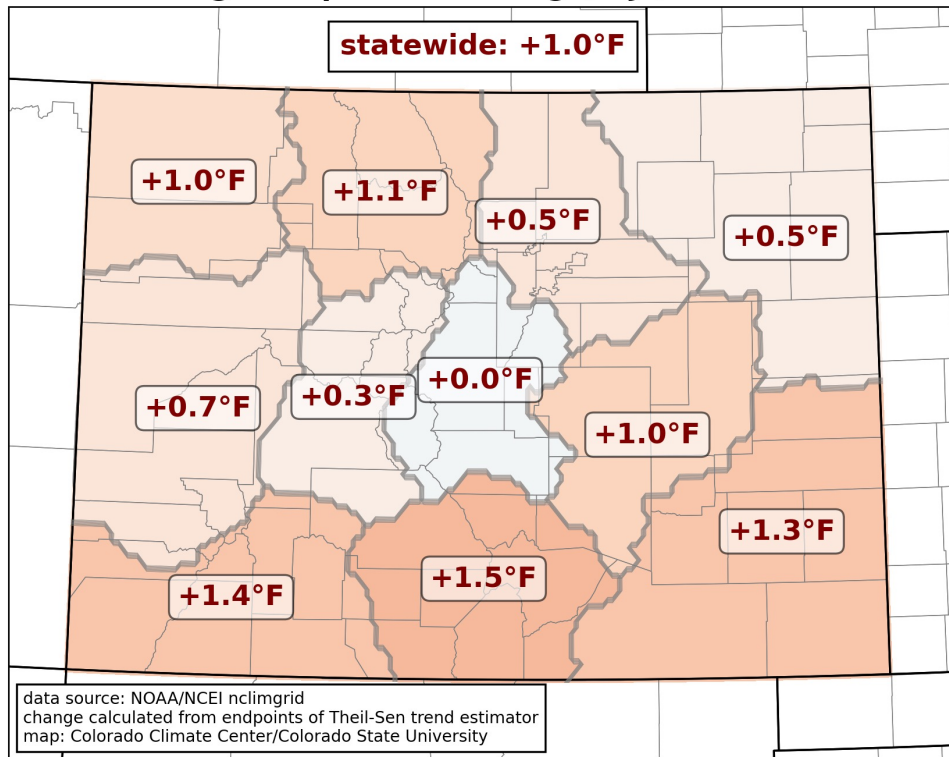 statewide: +1.0°F
+1.0°F
+1.1°F
+0.5°F
+0.5°F
+0.7°F
+0.3°F
+0.0°F
+1.0°F
+1.3°F
+1.4°F
+1.5°F
data source: NOAA/NCEI nclimgrid
change calculated from endpoints of Theil-Sen trend estimator
map: Colorado Climate Center/Colorado State University